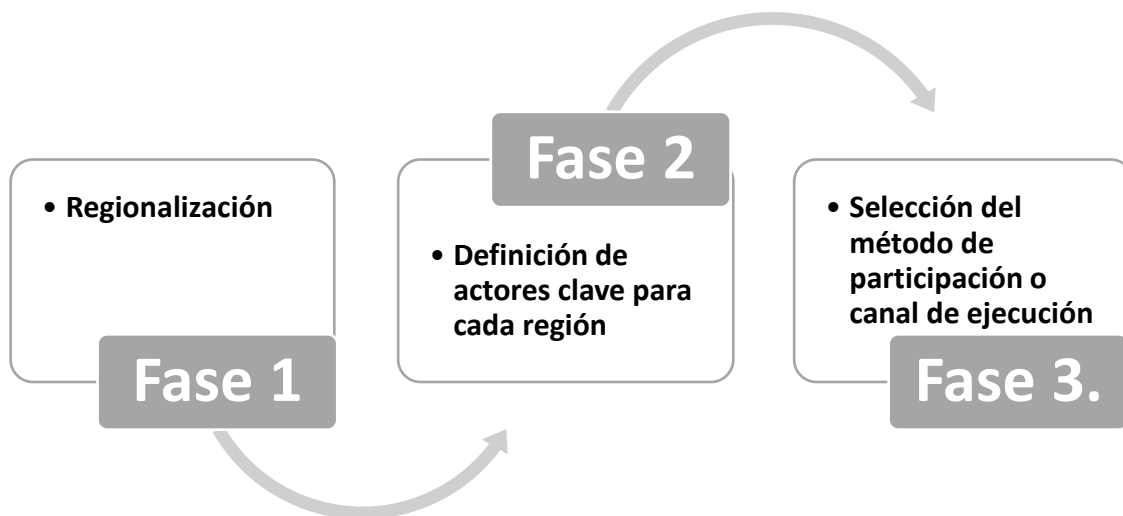 • Regionalización
Fase 1
Fase 2
• Definición de
actores clave para
cada región
• Selección del
método de
participación o
canal de ejecución
Fase 3.